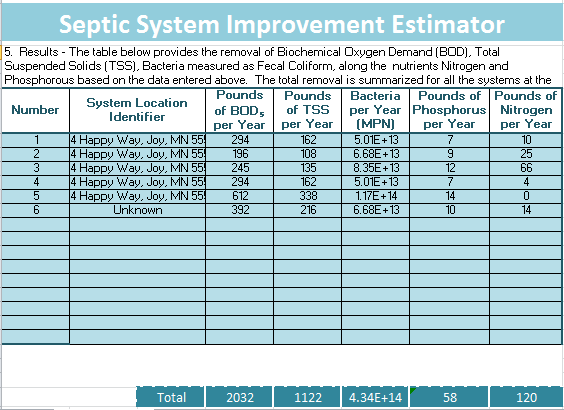 Septic System Improvement Estimator
5. Results - The table below provides the removal of Biochemical Oxygen Demand (BOD), Total
Suspended Solids (TSS), Bacteria measured as Fecal Coliform, along the nutrients Nitrogen and
Phosphorous based on the data entered above. The total removal is summarized for all the systems at the
Number System Location Identifier Pounds of BOD₅ per Year Pounds of TSS per Year Bacteria per Year (MPN) Pounds of Phosphorus per Year Pounds of Nitrogen per Year
1 4 Happy Way, Joy, MN 55 294 162 5.01E+13 7 10
2 4 Happy Way, Joy, MN 55 196 108 6.68E+13 9 25
3 4 Happy Way, Joy, MN 55 245 135 8.35E+13 12 66
4 4 Happy Way, Joy, MN 55 294 162 5.01E+13 7 4
5 4 Happy Way, Joy, MN 55 612 338 1.17E+14 14 0
6 Unknown 392 216 6.68E+13 10 14
Total 2032 1122 4.34E+14 58 120